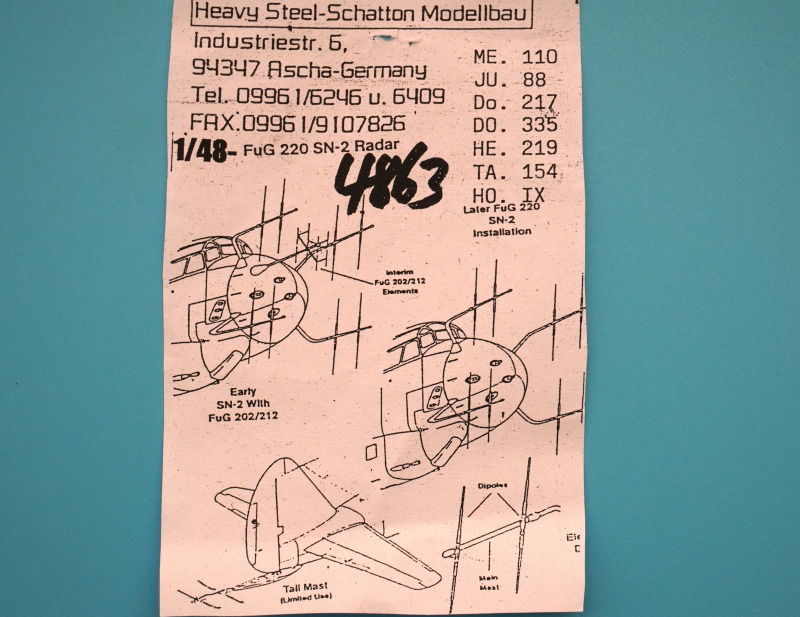 Heavy Steel-Schatton Modellbau
Industriestr. 6,
94347 Ascha-Germany
Tel. 09961/6246 u. 6409
FAX.09961/9107826
1/48- FuG 220 SN-2 Radar
4863
ME. 110
JU. 88
Do. 217
DO. 335
HE. 219
TA. 154
HO. IX
Later FuG 220
SN-2
Installation
Interim
FuG 202/212
Elements
Early
SN-2 With
FuG 202/212
Dipoles
Main
Mast
Tail Mast
(Limited Use)